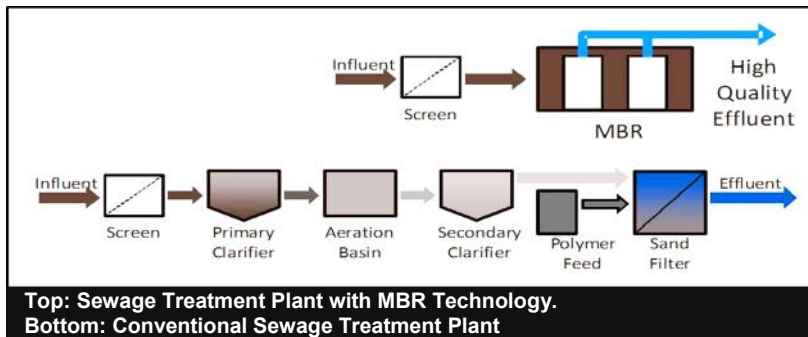 Influent
Screen
MBR
High
Quality
Effluent
Influent
Screen
Primary
Clarifier
Aeration
Basin
Secondary
Clarifier
Polymer
Feed
Sand
Filter
Effluent
Top: Sewage Treatment Plant with MBR Technology.
Bottom: Conventional Sewage Treatment Plant